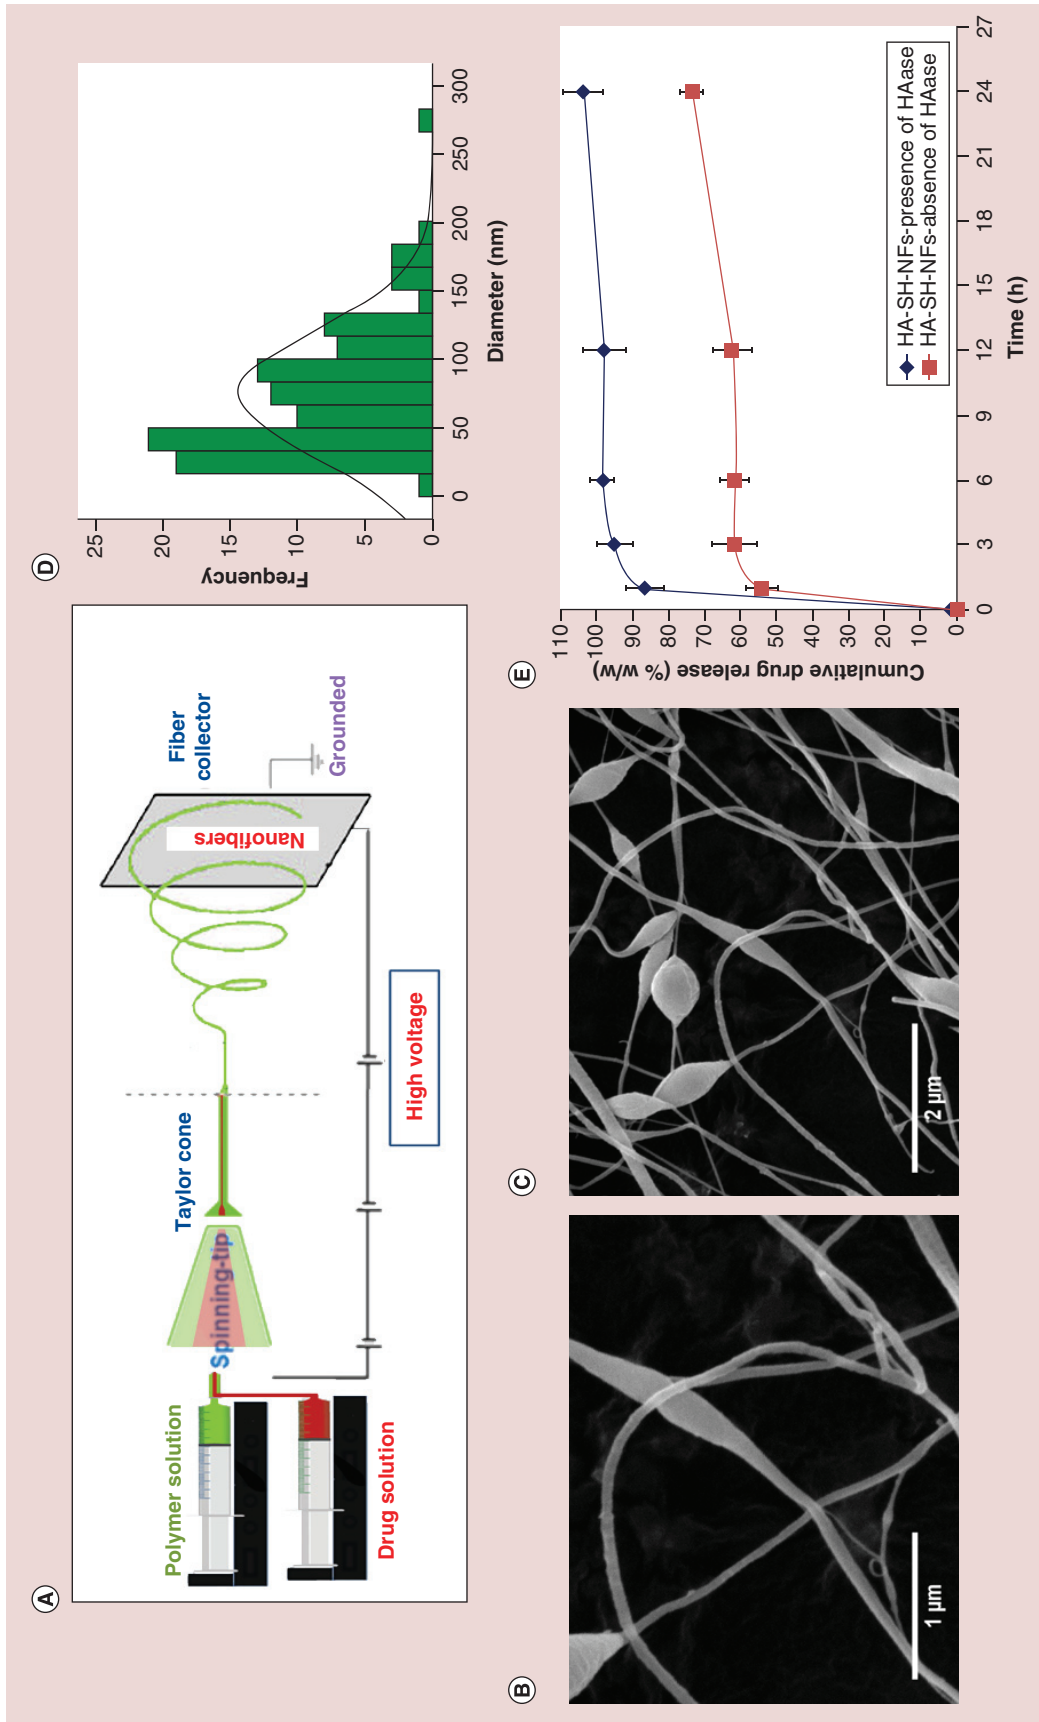 A
Polymer solution
Drug solution
Spinning-tip
Taylor cone
High voltage
Nanofibers
Fiber
collector
Grounded
B
1 μm
C
2 μm
D
Frequency
25
20
15
10
5
0
0
50
100
150
200
250
300
Diameter (nm)
E
Cumulative drug release (% w/w)
110
100
90
80
70
60
50
40
30
20
10
0
0
3
6
9
12
15
18
21
24
27
Time (h)
HA-SH-NFs-presence of HAase
HA-SH-NFs-absence of HAase